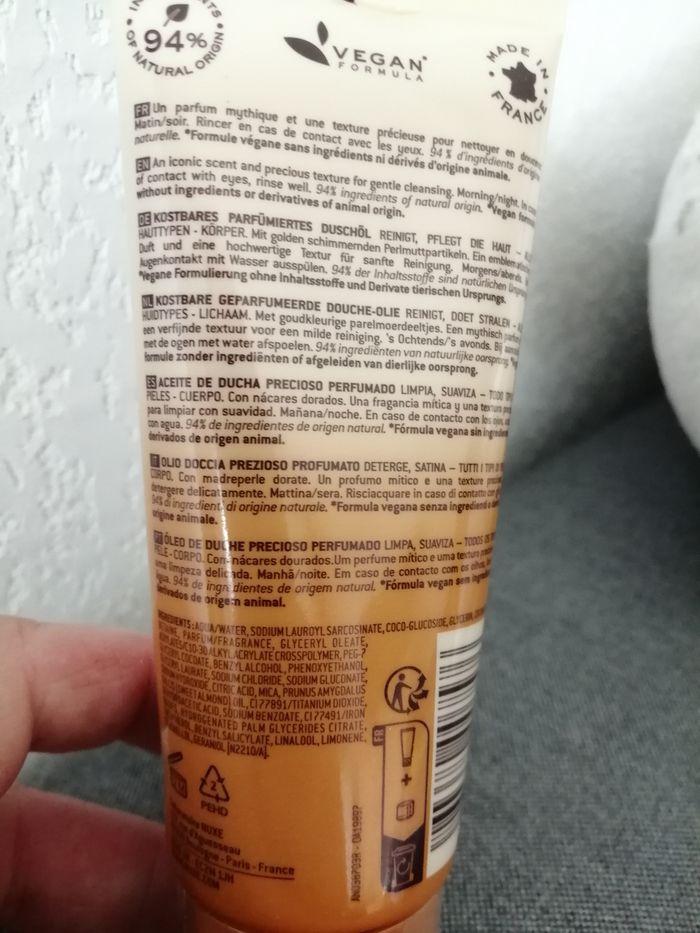 94%
OF NATURAL ORIGIN
VEGAN
FORMULA
MADE IN
FRANCE
FR Un parfum mythique et une texture précieuse pour nettoyer en
Matin/soir. Rincer en cas de contact avec les yeux. 94 % d'ingrédients
naturelle. *Formule végane sans ingrédients ni dérivés d'origine animale.
EN An iconic scent and precious texture for gentle cleansing. Morning/night. In
of contact with eyes, rinse well. 94% ingredients of natural origin. *Vegan
without ingredients or derivatives of animal origin.
DE KOSTBARES PARFÜMIERTES DUSCHÖL REINIGT, PFLEGT DIE HAUT –
HAUTTYPEN - KÖRPER. Mit golden schimmernden Perlmuttpartikeln. Ein
Duft und eine hochwertige Textur für sanfte Reinigung.
Augenkontakt mit Wasser ausspülen. 94% der Inhaltsstoffe sind natürlichen
*Vegane Formulierung ohne Inhaltsstoffe und Derivate tierischen Ursprungs.
NL KOSTBARE GEPARFUMEERDE DOUCHE-OLIE REINIGT, DOET STRALEN -
HUIDTYPES - LICHAAM. Met goudkleurige parelmoerdeeltjes. Een mythisch
een verfijnde textuur voor een milde reiniging. 's Ochtends/'s avonds. Bij
met de ogen met water afspoelen. 94% ingrediënten van natuurlijke oorsprong.
formule zonder ingrediënten of afgeleiden van dierlijke oorsprong.
ES ACEITE DE DUCHA PRECIOSO PERFUMADO LIMPIA, SUAVIZA – TODO
PIELES - CUERPO. Con nácares dorados. Una fragancia mítica y una textura
para limpiar con suavidad. Mañana/noche. En caso de contacto con los
con agua. 94% de ingredientes de origen natural. *Fórmula vegana sin
derivados de origen animal.
IT OLIO DOCCIA PREZIOSO PROFUMATO DETERGE, SATINA – TUTTI I TIPI
CORPO. Con madreperle dorate. Un profumo mitico e una texture
detergere delicatamente. Mattina/sera. Risciacquare in caso di contatto
94% di ingredienti di origine naturale. *Formula vegana senza ingredienti
origine animale.
PT ÓLEO DE DUCHE PRECIOSO PERFUMADO LIMPA, SUAVIZA – TODOS OS
PELE - CORPO. Com nácares dourados. Um perfume mítico e uma textura
uma limpeza delicada. Manhã/noite. Em caso de contacto com os olhos,
água. 94% de ingredientes de origem natural. *Fórmula vegan sem
derivados de origem animal.
INGREDIENTS: AQUA/WATER, SODIUM LAUROYL SARCOSINATE, COCO-GLUCOSIDE, GLYCERIN,
PARFUM/FRAGRANCE, GLYCERYL OLEATE,
C10-30 ALKYL ACRYLATE CROSSPOLYMER, PEG-7
COCOATE, BENZYL ALCOHOL, PHENOXYETHANOL,
LAURATE, SODIUM CHLORIDE, SODIUM GLUCONATE,
HYDROXIDE, CITRIC ACID, MICA, PRUNUS AMYGDALUS
(SWEET ALMOND) OIL, CI 77891/TITANIUM DIOXIDE,
ACETIC ACID, SODIUM BENZOATE, CI 77491/IRON
HYDROGENATED PALM GLYCERIDES CITRATE,
BENZYL SALICYLATE, LINALOOL, LIMONENE,
GERANIOL [N2210/A].
2
PEHD
FR
+
NUXE
d'Aguesseau
Paris - France
1JH